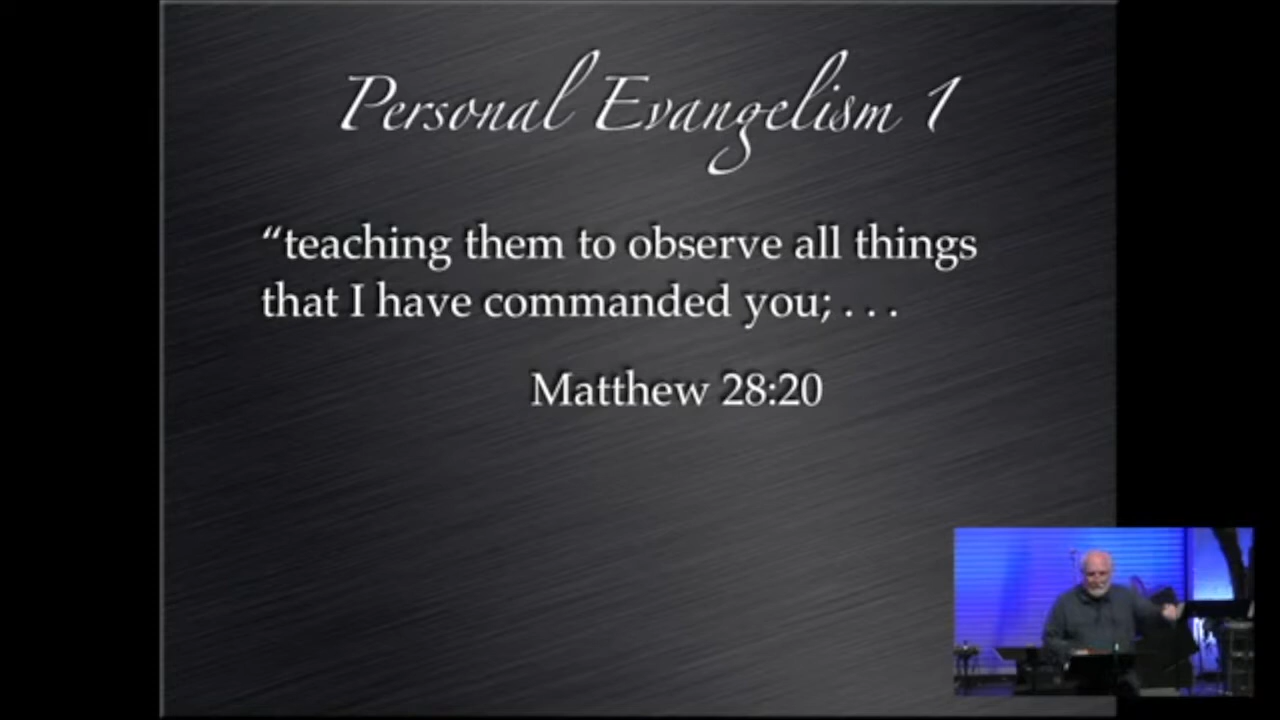 Personal Evangelism 1
“teaching them to observe all things
that I have commanded you; . . .
Matthew 28:20